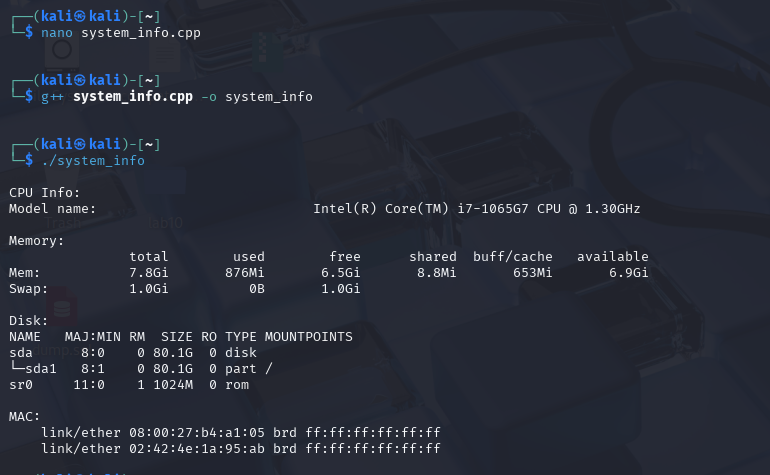 ┌──(kali㉿kali)-[~]
└─$ nano system_info.cpp
┌──(kali㉿kali)-[~]
└─$ g++ system_info.cpp -o system_info
┌──(kali㉿kali)-[~]
└─$ ./system_info
CPU Info:
Model name:                           Intel(R) Core(TM) i7-1065G7 CPU @ 1.30GHz
Memory:
               total        used        free      shared  buff/cache   available
Mem:           7.8Gi       876Mi       6.5Gi       8.8Mi       653Mi       6.9Gi
Swap:          1.0Gi          0B       1.0Gi
Disk:
NAME   MAJ:MIN RM  SIZE RO TYPE MOUNTPOINTS
sda      8:0    0 80.1G  0 disk
└─sda1   8:1    0 80.1G  0 part /
sr0     11:0    1 1024M  0 rom
MAC:
    link/ether 08:00:27:b4:a1:05 brd ff:ff:ff:ff:ff:ff
    link/ether 02:42:4e:1a:95:ab brd ff:ff:ff:ff:ff:ff